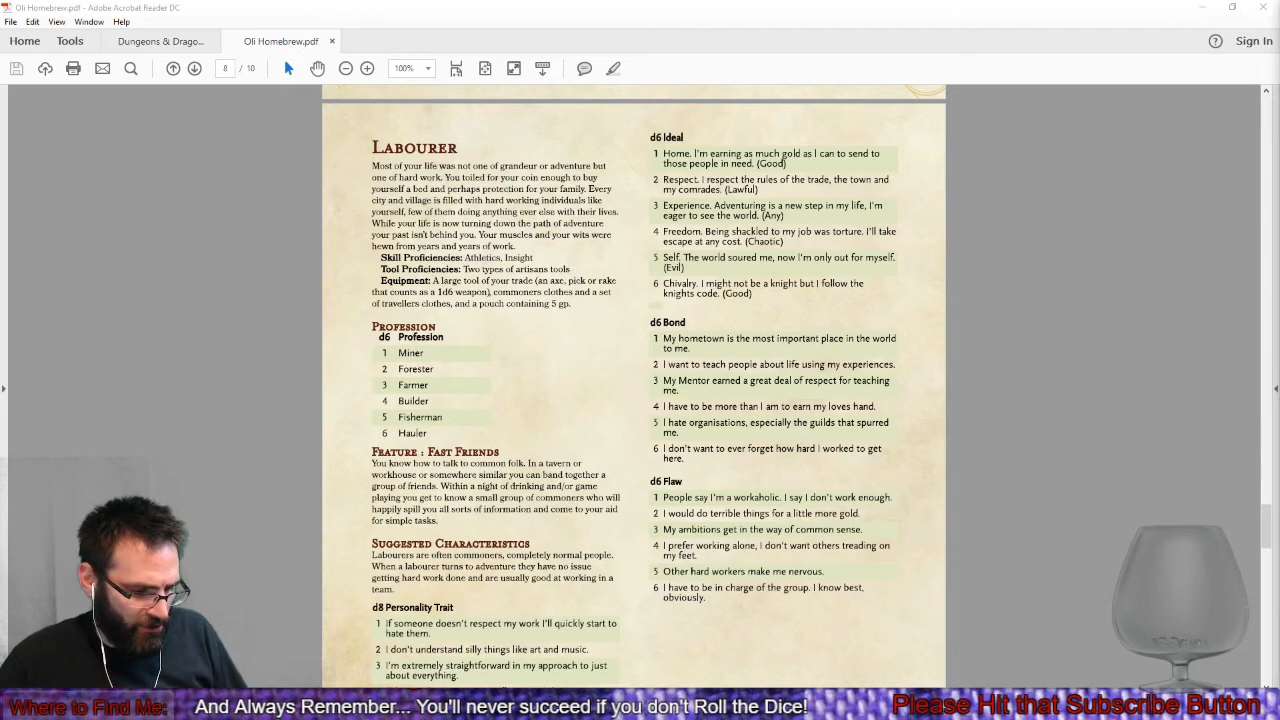 Oli Homebrew.pdf - Adobe Acrobat Reader DC
File Edit View Window Help
Home Tools Dungeons & Drago... Oli Homebrew.pdf × Sign In
8 / 10 100%
LABOURER
Most of your life was not one of grandeur or adventure but
one of hard work. You toiled for your coin enough to buy
yourself a bed and perhaps protection for your family. Every
city and village is filled with hard working individuals like
yourself, few of them doing anything ever else with their lives.
While your life is now turning down the path of adventure
your past isn't behind you. Your muscles and your wits were
hewn from years and years of work.
Skill Proficiencies: Athletics, Insight
Tool Proficiencies: Two types of artisans tools
Equipment: A large tool of your trade (an axe, pick or rake
that counts as a 1d6 weapon), commoners clothes and a set
of travellers clothes, and a pouch containing 5 gp.
PROFESSION
d6 Profession
1 Miner
2 Forester
3 Farmer
4 Builder
5 Fisherman
6 Hauler
FEATURE : FAST FRIENDS
You know how to talk to common folk. In a tavern or
workhouse or somewhere similar you can band together a
group of friends. Within a night of drinking and/or game
playing you get to know a small group of commoners who will
happily spill you all sorts of information and come to your aid
for simple tasks.
SUGGESTED CHARACTERISTICS
Labourers are often commoners, completely normal people.
When a labourer turns to adventure they have no issue
getting hard work done and are usually good at working in a
team.
d8 Personality Trait
1 If someone doesn't respect my work I'll quickly start to
hate them.
2 I don't understand silly things like art and music.
3 I'm extremely straightforward in my approach to just
about everything.
d6 Ideal
1 Home. I'm earning as much gold as I can to send to
those people in need. (Good)
2 Respect. I respect the rules of the trade, the town and
my comrades. (Lawful)
3 Experience. Adventuring is a new step in my life, I'm
eager to see the world. (Any)
4 Freedom. Being shackled to my job was torture. I'll take
escape at any cost. (Chaotic)
5 Self. The world soured me, now I'm only out for myself.
(Evil)
6 Chivalry. I might not be a knight but I follow the
knights code. (Good)
d6 Bond
1 My hometown is the most important place in the world
to me.
2 I want to teach people about life using my experiences.
3 My Mentor earned a great deal of respect for teaching
me.
4 I have to be more than I am to earn my loves hand.
5 I hate organisations, especially the guilds that spurred
me.
6 I don't want to ever forget how hard I worked to get
here.
d6 Flaw
1 People say I'm a workaholic. I say I don't work enough.
2 I would do terrible things for a little more gold.
3 My ambitions get in the way of common sense.
4 I prefer working alone, I don't want others treading on
my feet.
5 Other hard workers make me nervous.
6 I have to be in charge of the group. I know best,
obviously.
Where to Find Me: And Always Remember... You'll never succeed if you don't Roll the Dice! Please Hit that Subscribe Button